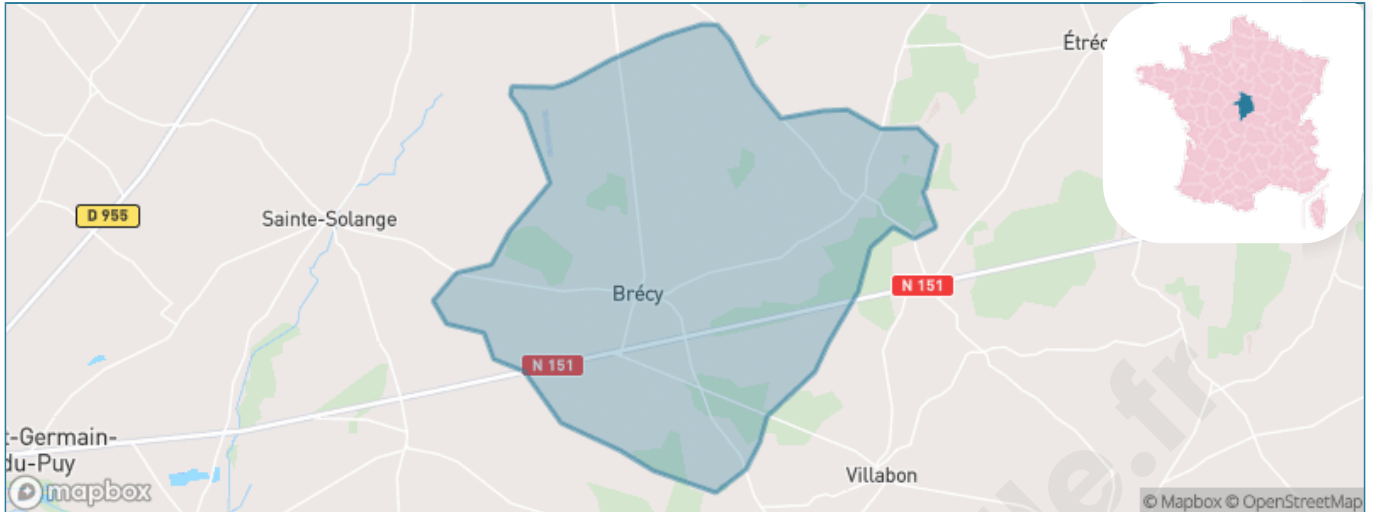 Étréc
D 955
Sainte-Solange
Brécy
N 151
N 151
t-Germain-
du-Puy
Villabon
mapbox
© Mapbox © OpenStreetMap